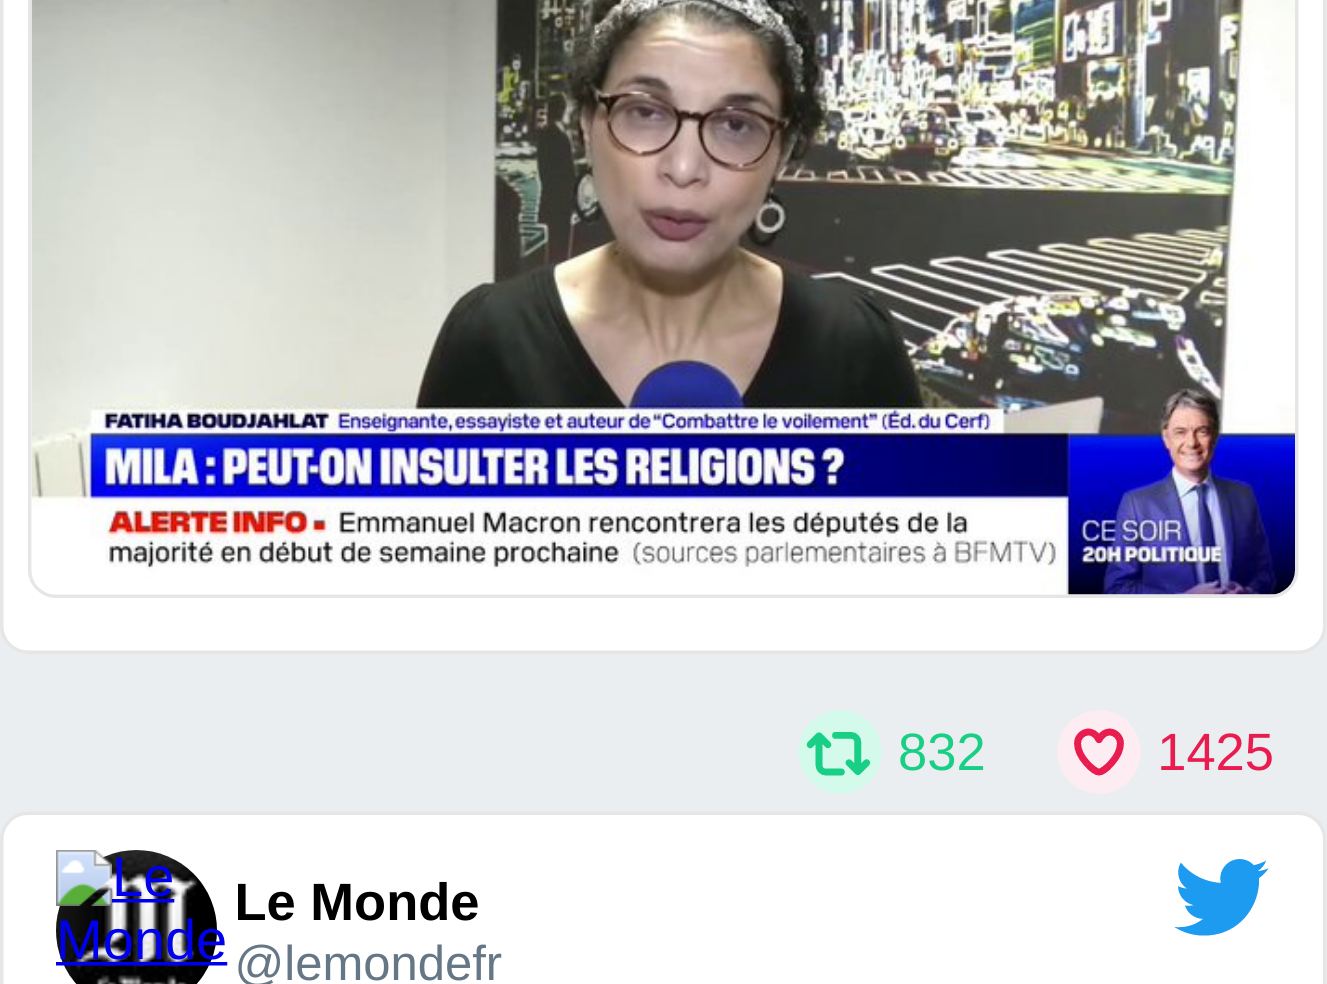 FATIHA BOUDJAHLAT Enseignante, essayiste et auteur de “Combattre le voilement” (Éd. du Cerf)
MILA : PEUT-ON INSULTER LES RELIGIONS ?
ALERTE INFO ▪ Emmanuel Macron rencontrera les députés de la
majorité en début de semaine prochaine (sources parlementaires à BFMTV)
CE SOIR
20H POLITIQUE
832 1425
Le
Monde
Le Monde
@lemondefr